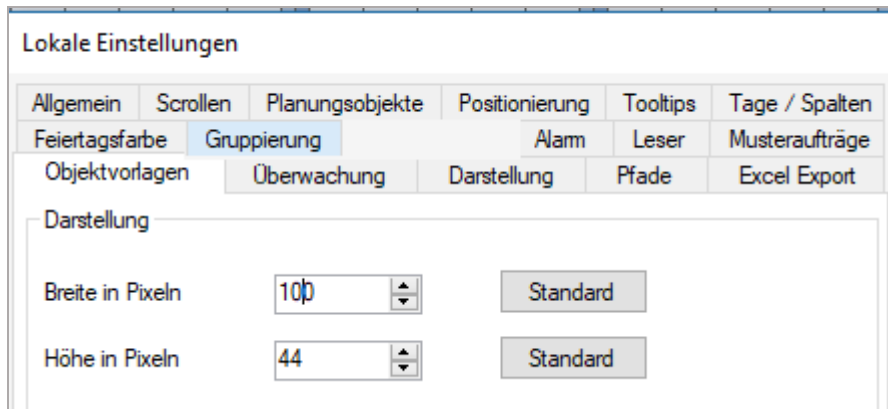 Lokale Einstellungen
Allgemein Scrollen Planungsobjekte Positionierung Tooltips Tage / Spalten
Feiertagsfarbe Gruppierung Alarm Leser Musteraufträge
Objektvorlagen Überwachung Darstellung Pfade Excel Export
Darstellung
Breite in Pixeln 100 Standard
Höhe in Pixeln 44 Standard